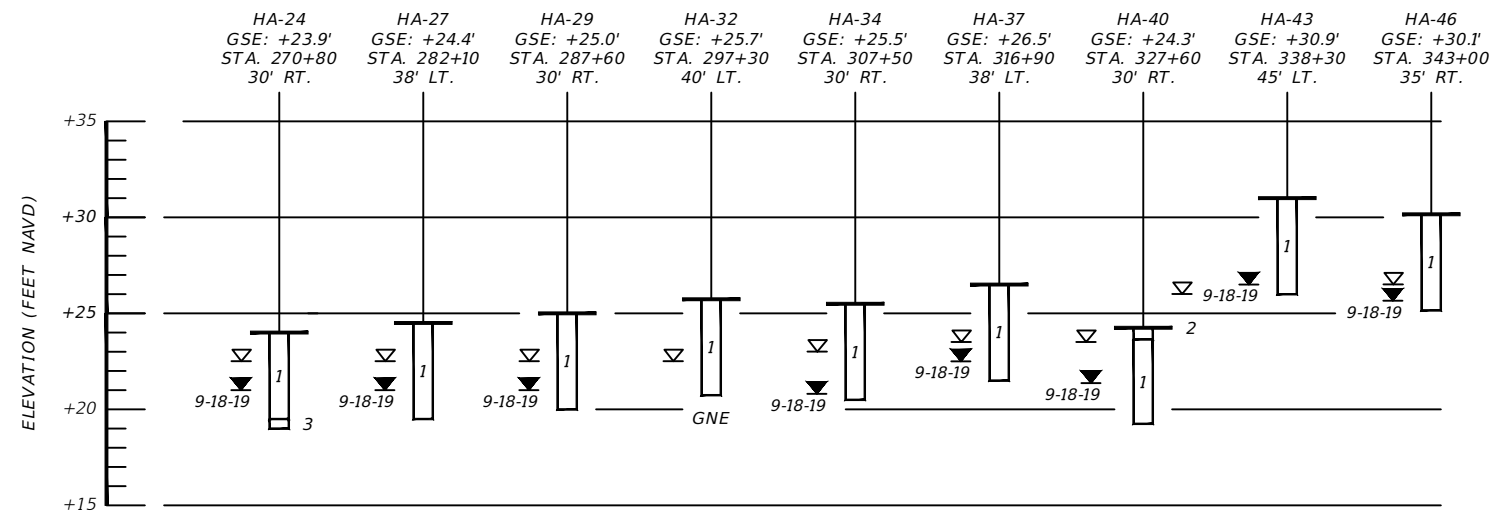 HA-24
GSE: +23.9'
STA. 270+80
30' RT.
HA-27
GSE: +24.4'
STA. 282+10
38' LT.
HA-29
GSE: +25.0'
STA. 287+60
30' RT.
HA-32
GSE: +25.7'
STA. 297+30
40' LT.
HA-34
GSE: +25.5'
STA. 307+50
30' RT.
HA-37
GSE: +26.5'
STA. 316+90
38' LT.
HA-40
GSE: +24.3'
STA. 327+60
30' RT.
HA-43
GSE: +30.9'
STA. 338+30
45' LT.
HA-46
GSE: +30.1'
STA. 343+00
35' RT.
ELEVATION (FEET NAVD)
+35
+30
+25
+20
+15
1
3
9-18-19
1
9-18-19
1
9-18-19
1
GNE
1
9-18-19
1
9-18-19
2
1
9-18-19
1
9-18-19
1
9-18-19